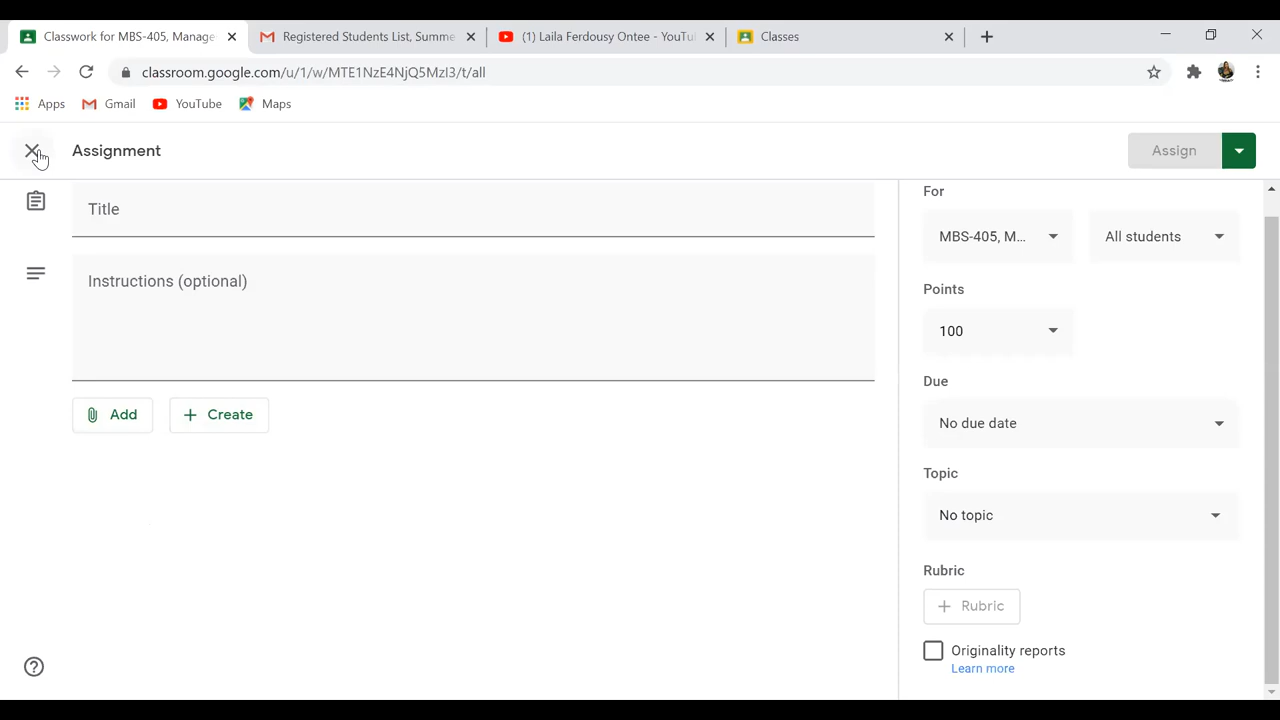 Classwork for MBS-405, Manage
Registered Students List, Summe
(1) Laila Ferdousy Ontee - YouTu
Classes
classroom.google.com/u/1/w/MTE1NzE4NjQ5MzI3/t/all
Apps
Gmail
YouTube
Maps
Assignment
Assign
Title
Instructions (optional)
Add
Create
For
MBS-405, M...
All students
Points
100
Due
No due date
Topic
No topic
Rubric
Rubric
Originality reports
Learn more